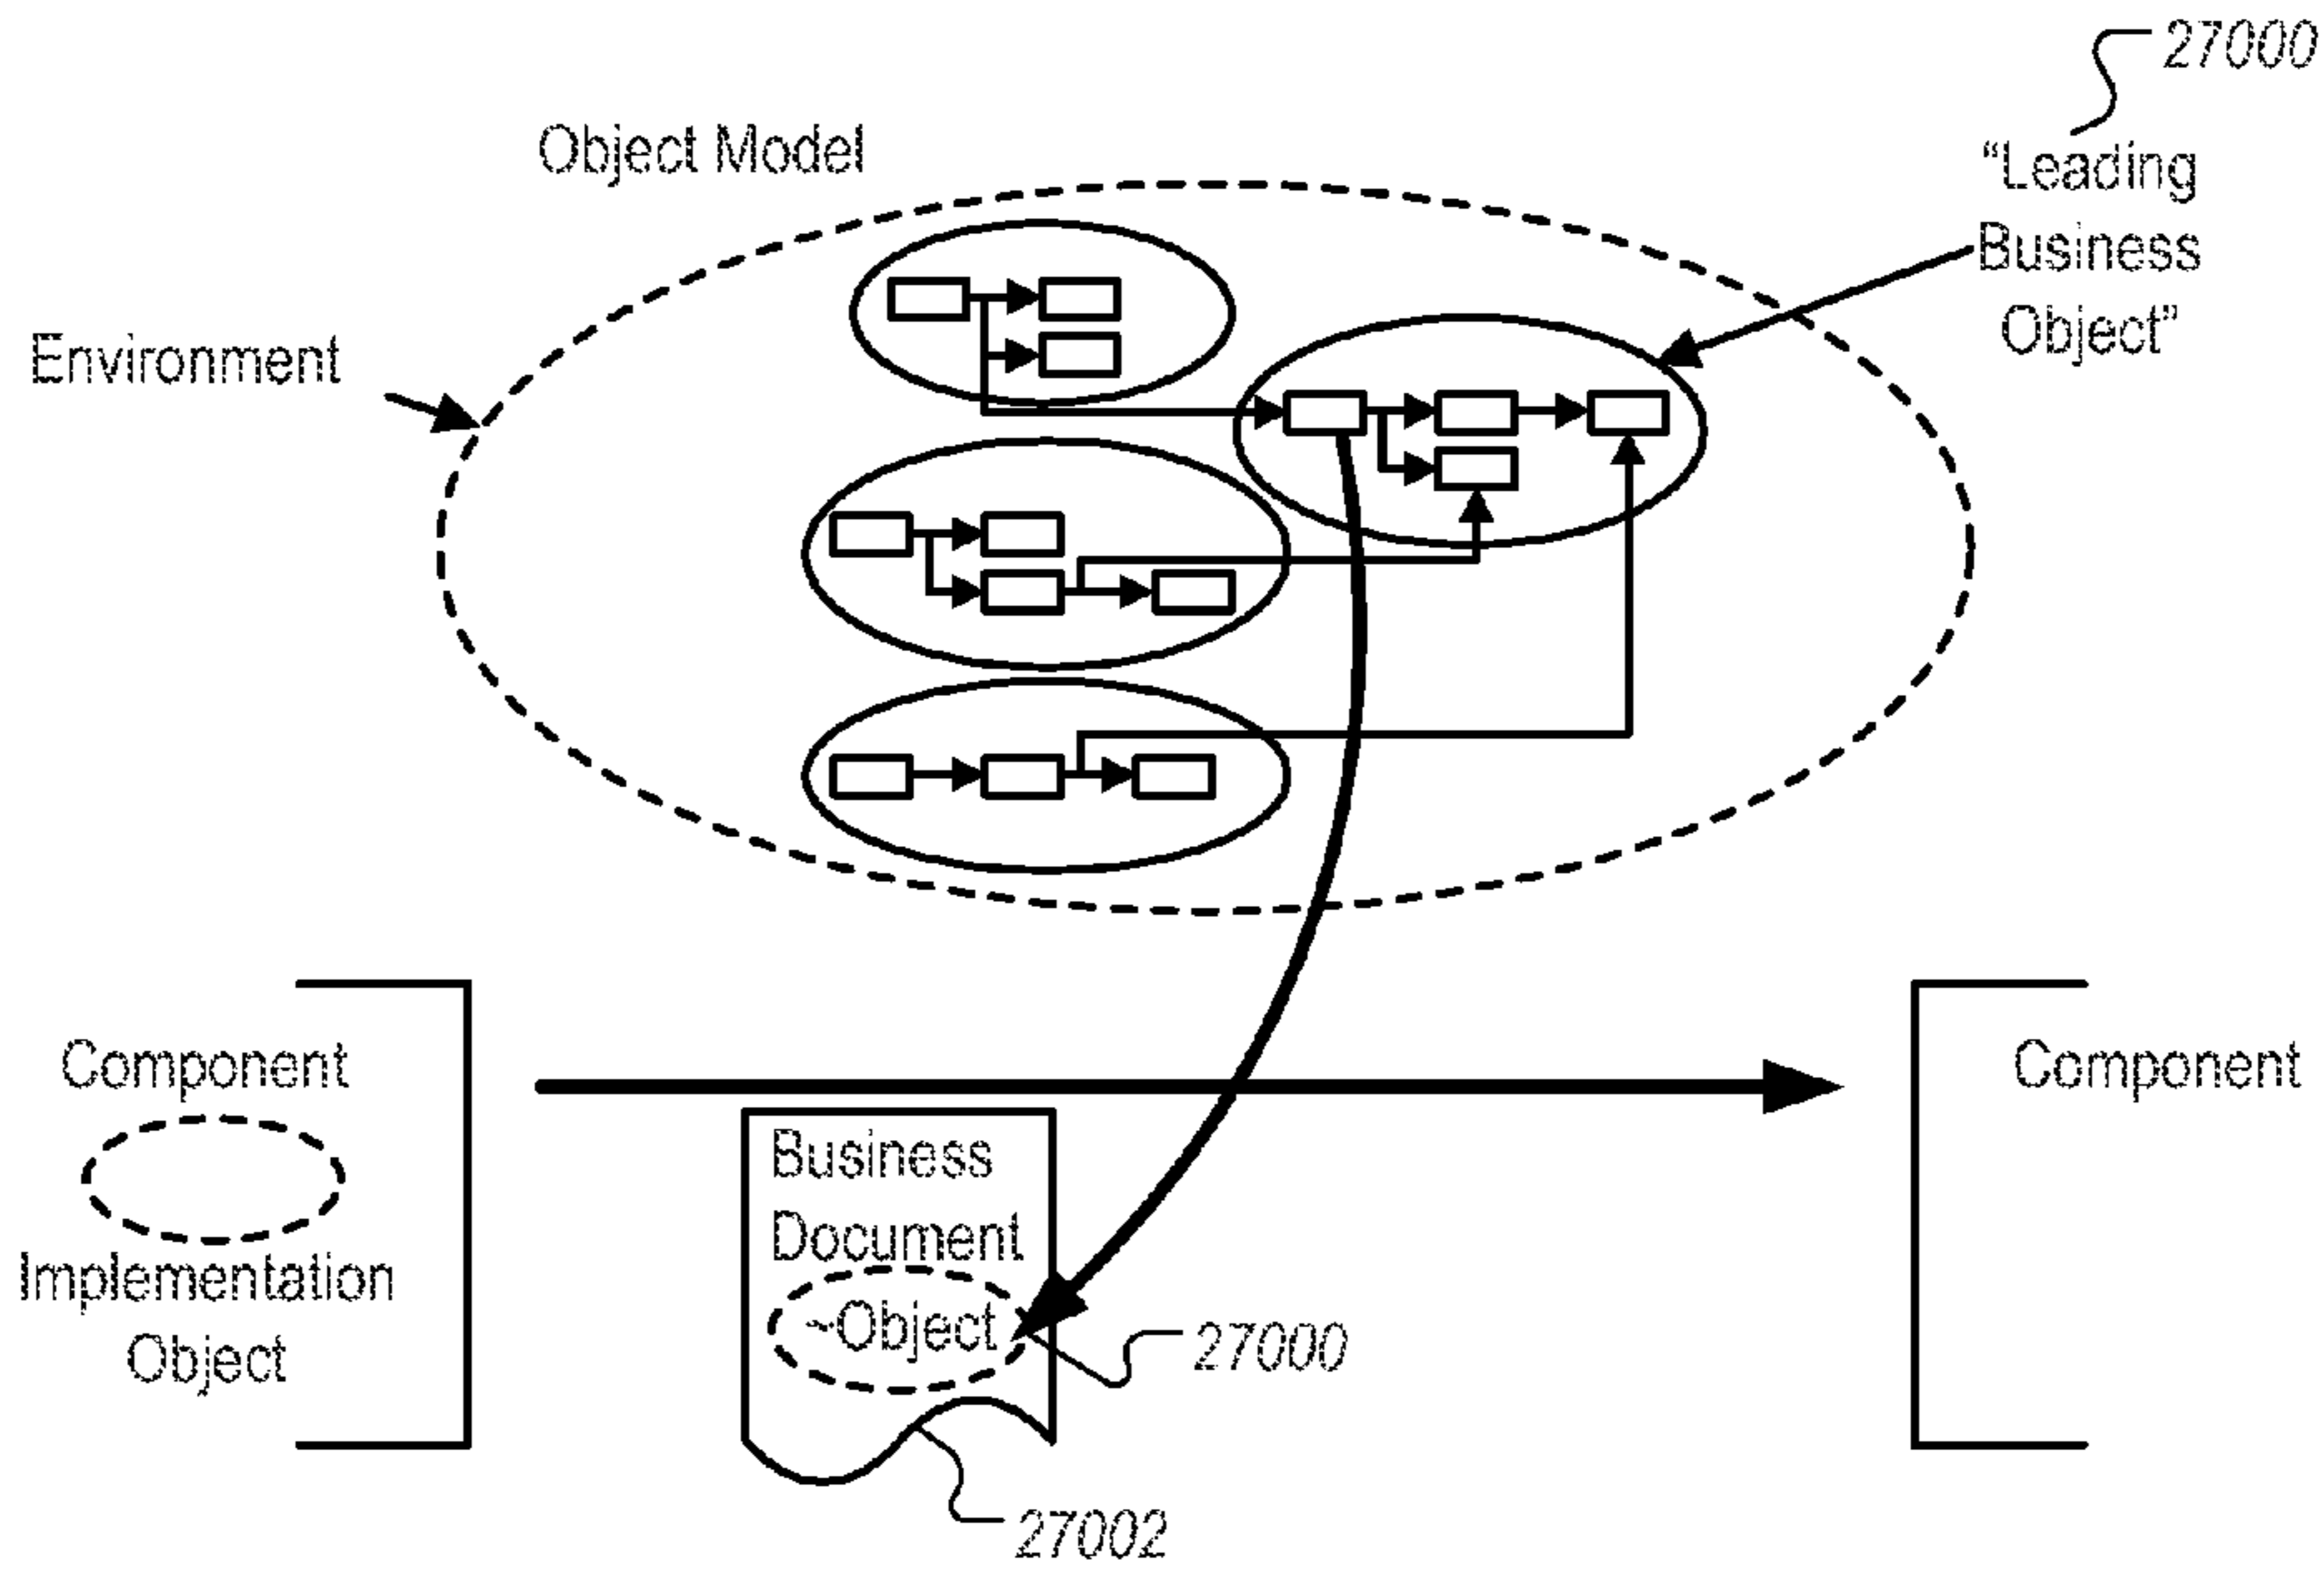 27000
Object Model
“Leading
Business
Object”
Environment
Component
Implementation
Object
Business
Document
~Object
27000
27002
Component